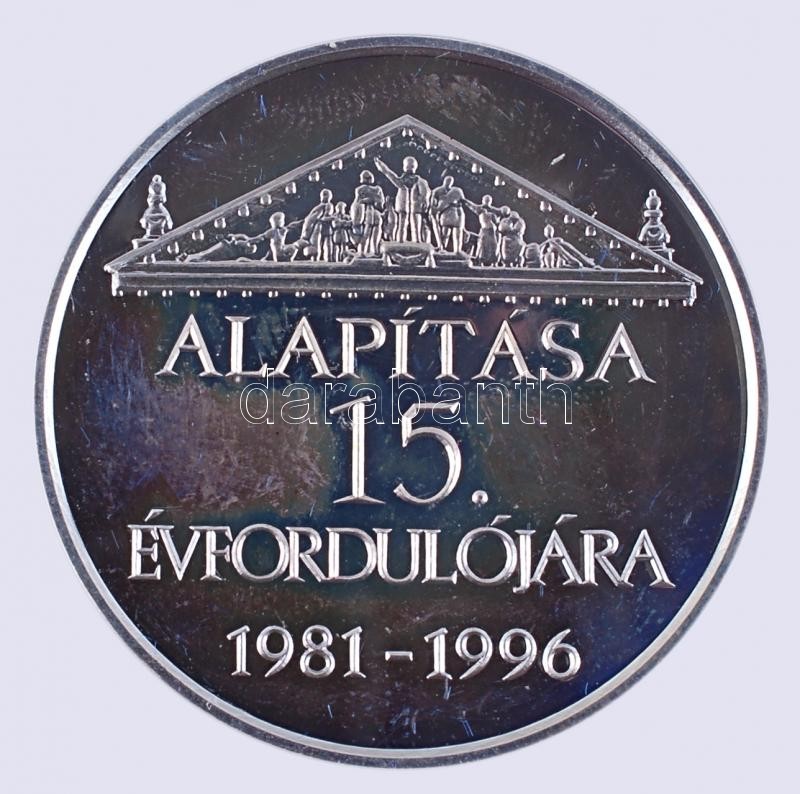 ALAPÍTÁSA
darabanth
15.
ÉVFORDULÓJÁRA
1981-1996